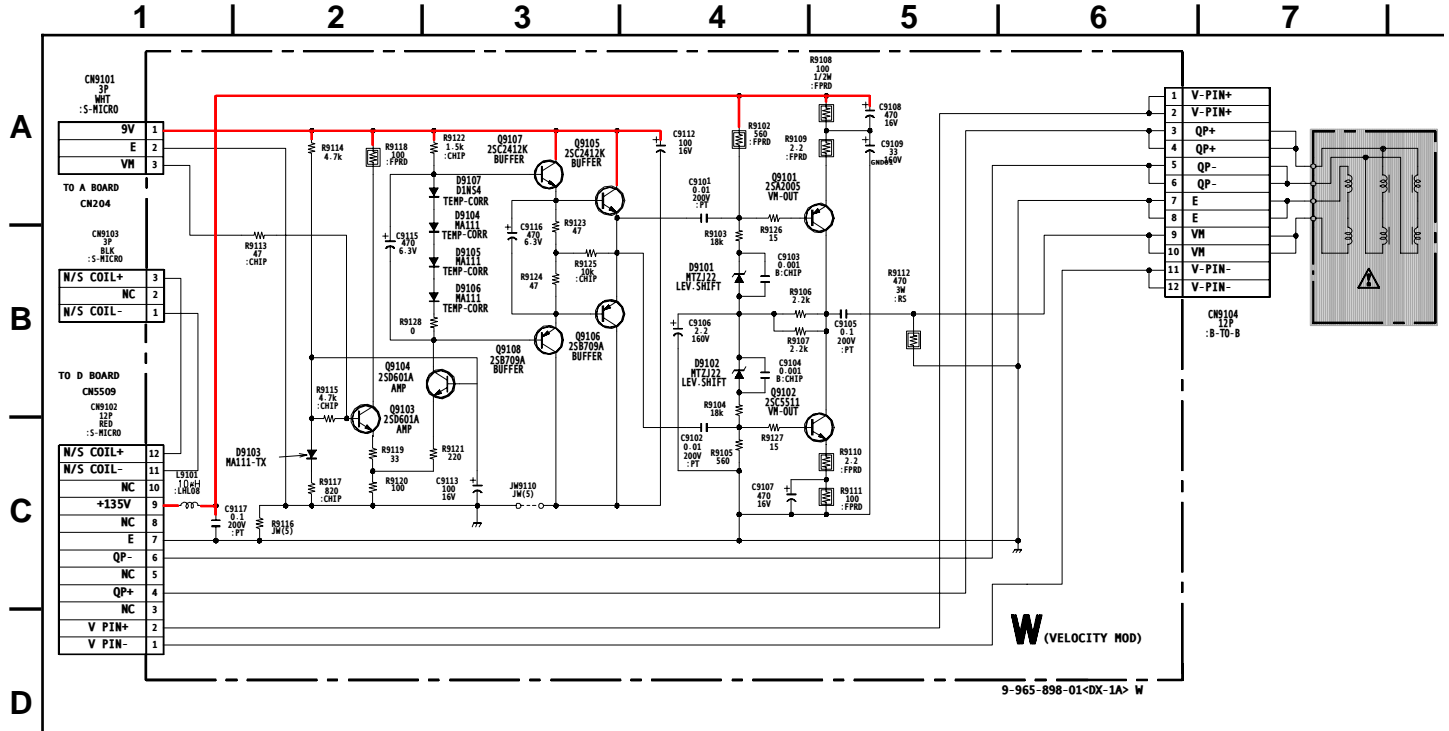 1 2 3 4 5 6 7
A
B
C
D
CN9101
3P
WHT
:S-MICRO
9V 1
E 2
VM 3
TO A BOARD
CN204
CN9103
3P
BLK
:S-MICRO
N/S COIL+ 3
NC 2
N/S COIL- 1
TO D BOARD
CN5509
CN9102
12P
RED
:S-MICRO
N/S COIL+ 12
N/S COIL- 11
NC 10
+135V 9
NC 8
E 7
QP- 6
NC 5
QP+ 4
NC 3
V PIN+ 2
V PIN- 1
L9101
10μH
:LHL08
C9117
0.1
200V
:PT
R9116
JW(5)
R9113
47
:CHIP
R9114
4.7k
R9118
100
:FPRD
R9115
4.7k
:CHIP
D9103
MA111-TX
R9117
820
:CHIP
Q9103
2SD601A
AMP
R9119
33
R9120
100
Q9104
2SD601A
AMP
R9121
220
C9113
100
16V
JW9110
JW(5)
R9122
1.5k
:CHIP
D9107
D1NS4
TEMP-CORR
D9104
MA111
TEMP-CORR
D9105
MA111
TEMP-CORR
D9106
MA111
TEMP-CORR
R9128
0
C9115
470
6.3V
Q9107
2SC2412K
BUFFER
Q9105
2SC2412K
BUFFER
C9116
470
6.3V
R9123
47
R9124
47
R9125
10k
:CHIP
Q9108
2SB709A
BUFFER
Q9106
2SB709A
BUFFER
C9112
100
16V
R9102
560
:FPRD
C9101
0.01
200V
:PT
R9103
18k
R9126
15
D9101
MTZJ22
LEV.SHIFT
C9103
0.001
B:CHIP
C9106
2.2
160V
R9106
2.2k
R9107
2.2k
D9102
MTZJ22
LEV.SHIFT
C9104
0.001
B:CHIP
R9104
18k
C9102
0.01
200V
:PT
R9105
560
R9127
15
Q9102
2SC5511
VM-OUT
R9110
2.2
:FPRD
R9111
100
:FPRD
C9107
470
16V
R9108
100
1/2W
:FPRD
R9109
2.2
:FPRD
Q9101
2SA2005
VM-OUT
C9108
470
16V
C9109
33
160V
C9105
0.1
200V
:PT
R9112
470
3W
:RS
1 V-PIN+
2 V-PIN+
3 QP+
4 QP+
5 QP-
6 QP-
7 E
8 E
9 VM
10 VM
11 V-PIN-
12 V-PIN-
CN9104
12P
:B-TO-B
W (VELOCITY MOD)
9-965-898-01<DX-1A> W